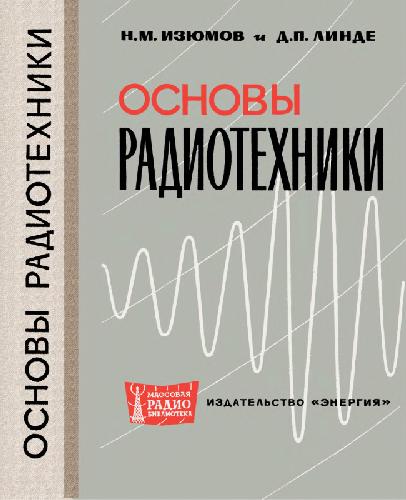 Н.М. ИЗЮМОВ и Д.П. ЛИНДЕ
ОСНОВЫ
РАДИОТЕХНИКИ
МАССОВАЯ
РАДИО
БИБЛИОТЕКА
ИЗДАТЕЛЬСТВО «ЭНЕРГИЯ»
ОСНОВЫ РАДИОТЕХНИКИ